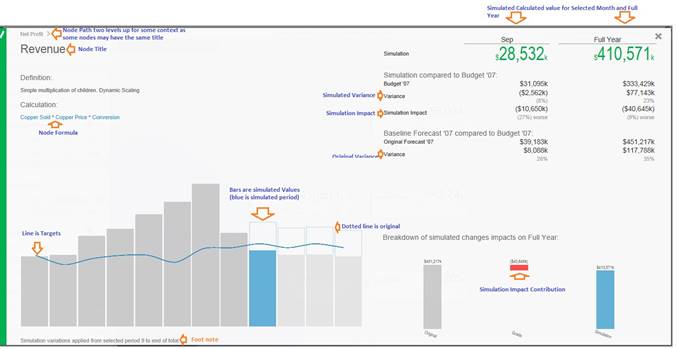 Simulated Calculated value for Selected Month and Full
Year
Net Profit >
Node Path two levels up for some context as
some nodes may have the same title
Revenue
Node Title
Sep
Full Year
Simulation
$28,532k
$410,571k
Definition:
Simple multiplication of children. Dynamic Scaling
Calculation:
Copper Sold * Copper Price * Conversion
Node Formula
Simulation compared to Budget '07:
Budget '07
$31,095k
$333,429k
Simulated Variance
Variance
($2,562k)
$77,143k
(8%)
23%
Simulation Impact
Simulation Impact
($10,650k)
($40,645k)
(27%) worse
(9%) worse
Baseline Forecast '07 compared to Budget '07:
Original Forecast '07
$39,183k
$451,217k
Original Variance
Variance
$8,088k
$117,788k
26%
35%
Bars are simulated Values
(blue is simulated period)
Line is Targets
Dotted line is original
Breakdown of simulated changes impacts on Full Year:
$451,217k
($40,645k)
$410,571k
Simulation Impact Contribution
Original
Grade
Simulation
Simulation variations applied from selected period 9 to end of total
Foot note